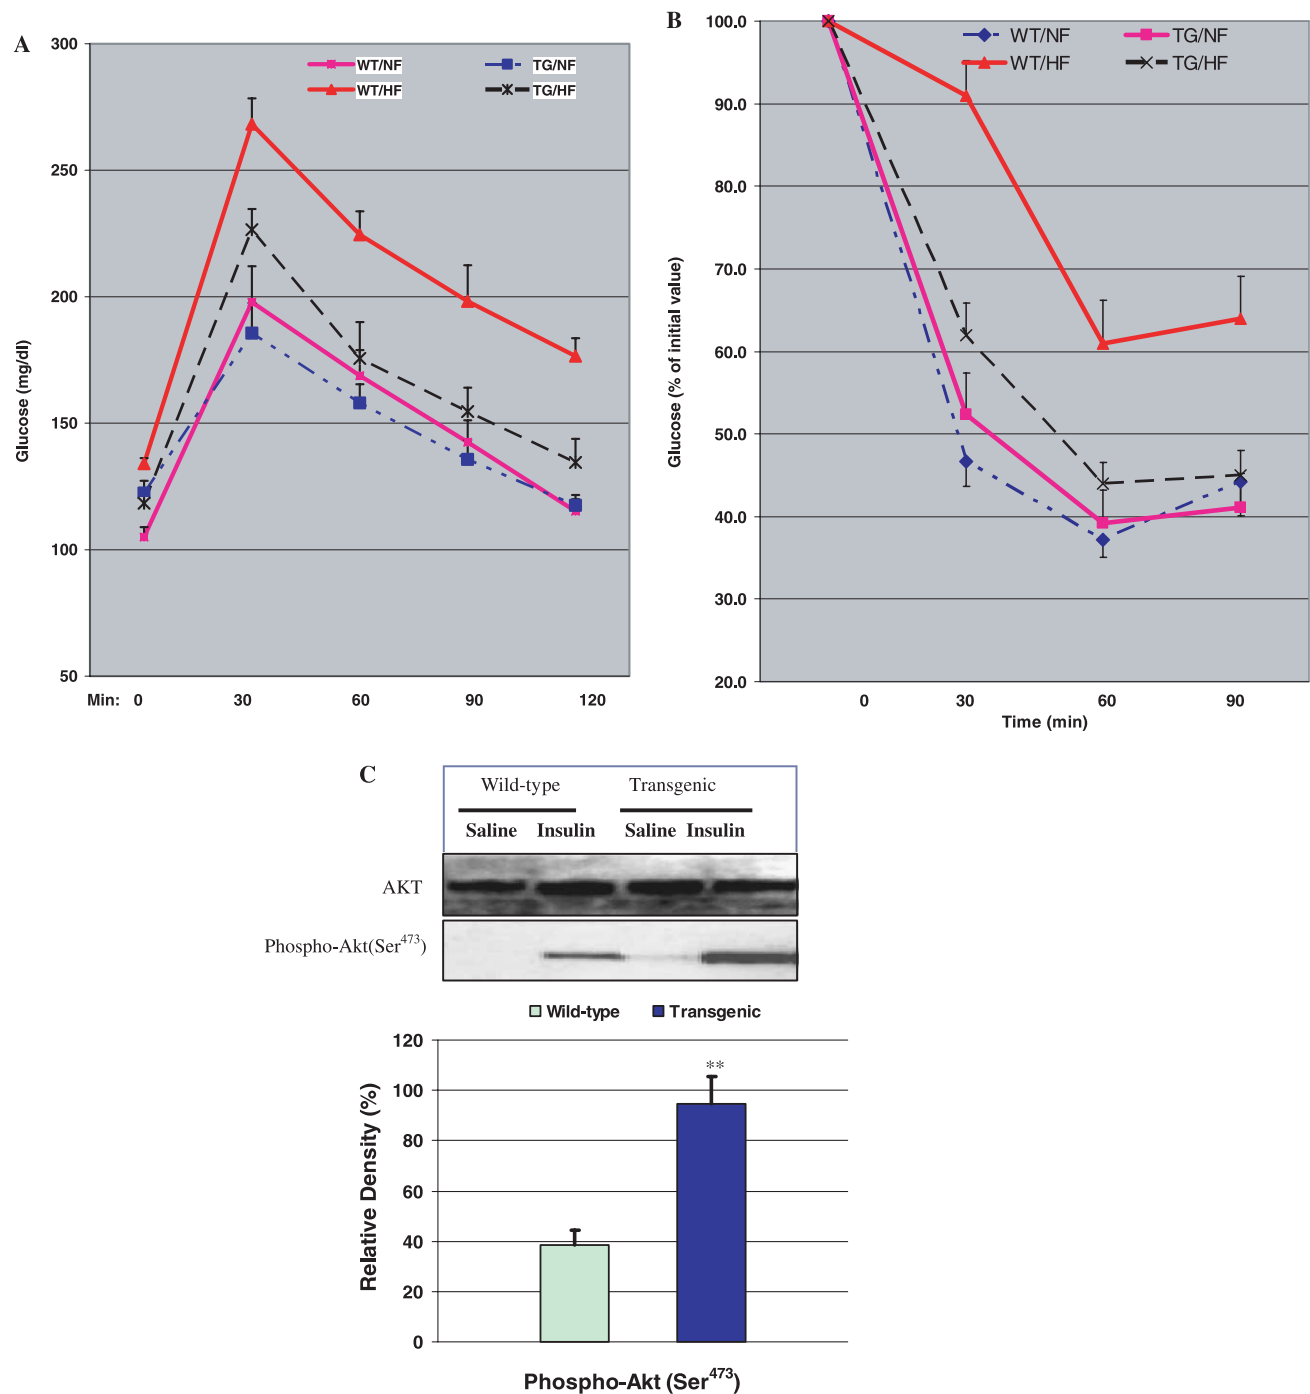 A
300
250
200
150
100
50
Glucose (mg/dl)
WT/NF TG/NF
WT/HF TG/HF
Min: 0 30 60 90 120
B
100.0
90.0
80.0
70.0
60.0
50.0
40.0
30.0
20.0
Glucose (% of initial value)
WT/NF TG/NF
WT/HF TG/HF
0 30 60 90
Time (min)
C
Wild-type Transgenic
Saline Insulin Saline Insulin
AKT
Phospho-Akt(Ser⁴⁷³)
Wild-type Transgenic
120
100
80
60
40
20
0
Relative Density (%)
**
Phospho-Akt (Ser⁴⁷³)